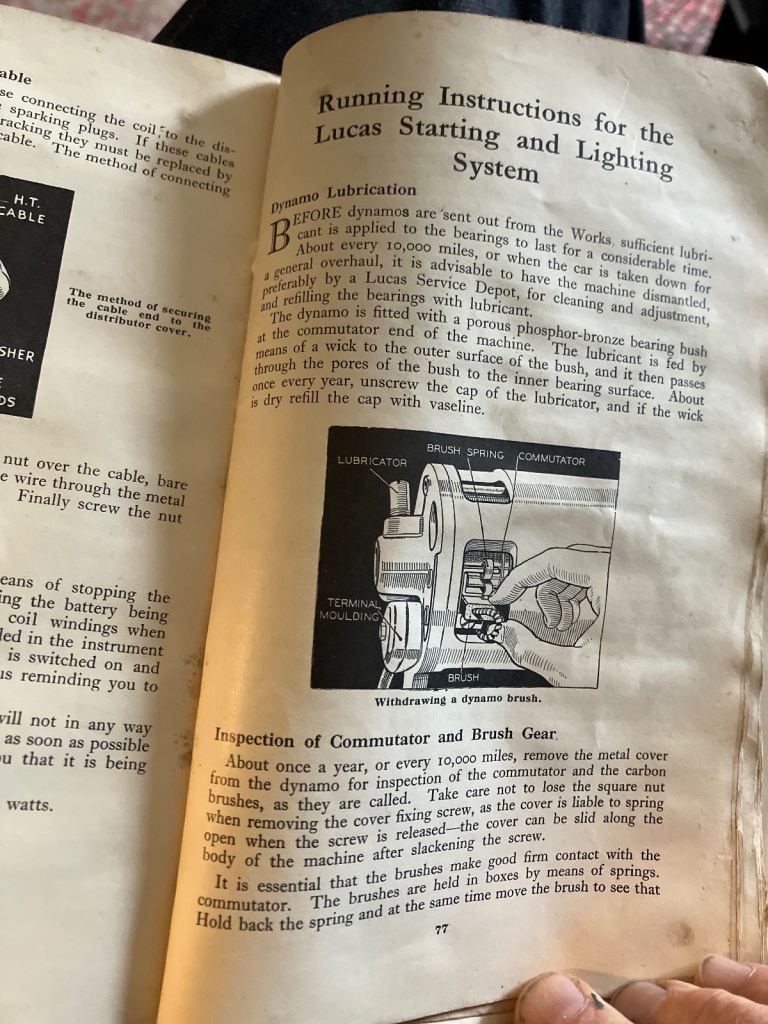 able
se connecting the coil to the dis-
sparking plugs. If these cables
racking they must be replaced by
cable. The method of connecting
H.T.
CABLE
SHER
DS
The method of securing
the cable end to the
distributor cover.
nut over the cable, bare
e wire through the metal
Finally screw the nut
eans of stopping the
ing the battery being
coil windings when
led in the instrument
is switched on and
us reminding you to
will not in any way
as soon as possible
u that it is being
watts.
Running Instructions for the
Lucas Starting and Lighting
System
Dynamo Lubrication
BEFORE dynamos are sent out from the Works, sufficient lubri-
cant is applied to the bearings to last for a considerable time.
About every 10,000 miles, or when the car is taken down for
a general overhaul, it is advisable to have the machine dismantled,
preferably by a Lucas Service Depot, for cleaning and adjustment,
and refilling the bearings with lubricant.
The dynamo is fitted with a porous phosphor-bronze bearing bush
at the commutator end of the machine. The lubricant is fed by
means of a wick to the outer surface of the bush, and it then passes
through the pores of the bush to the inner bearing surface. About
once every year, unscrew the cap of the lubricator, and if the wick
is dry refill the cap with vaseline.
LUBRICATOR
BRUSH SPRING
COMMUTATOR
TERMINAL
MOULDING
BRUSH
Withdrawing a dynamo brush.
Inspection of Commutator and Brush Gear.
About once a year, or every 10,000 miles, remove the metal cover
from the dynamo for inspection of the commutator and the carbon
brushes, as they are called. Take care not to lose the square nut
when removing the cover fixing screw, as the cover is liable to spring
open when the screw is released—the cover can be slid along the
body of the machine after slackening the screw.
It is essential that the brushes make good firm contact with the
commutator. The brushes are held in boxes by means of springs.
Hold back the spring and at the same time move the brush to see that
77